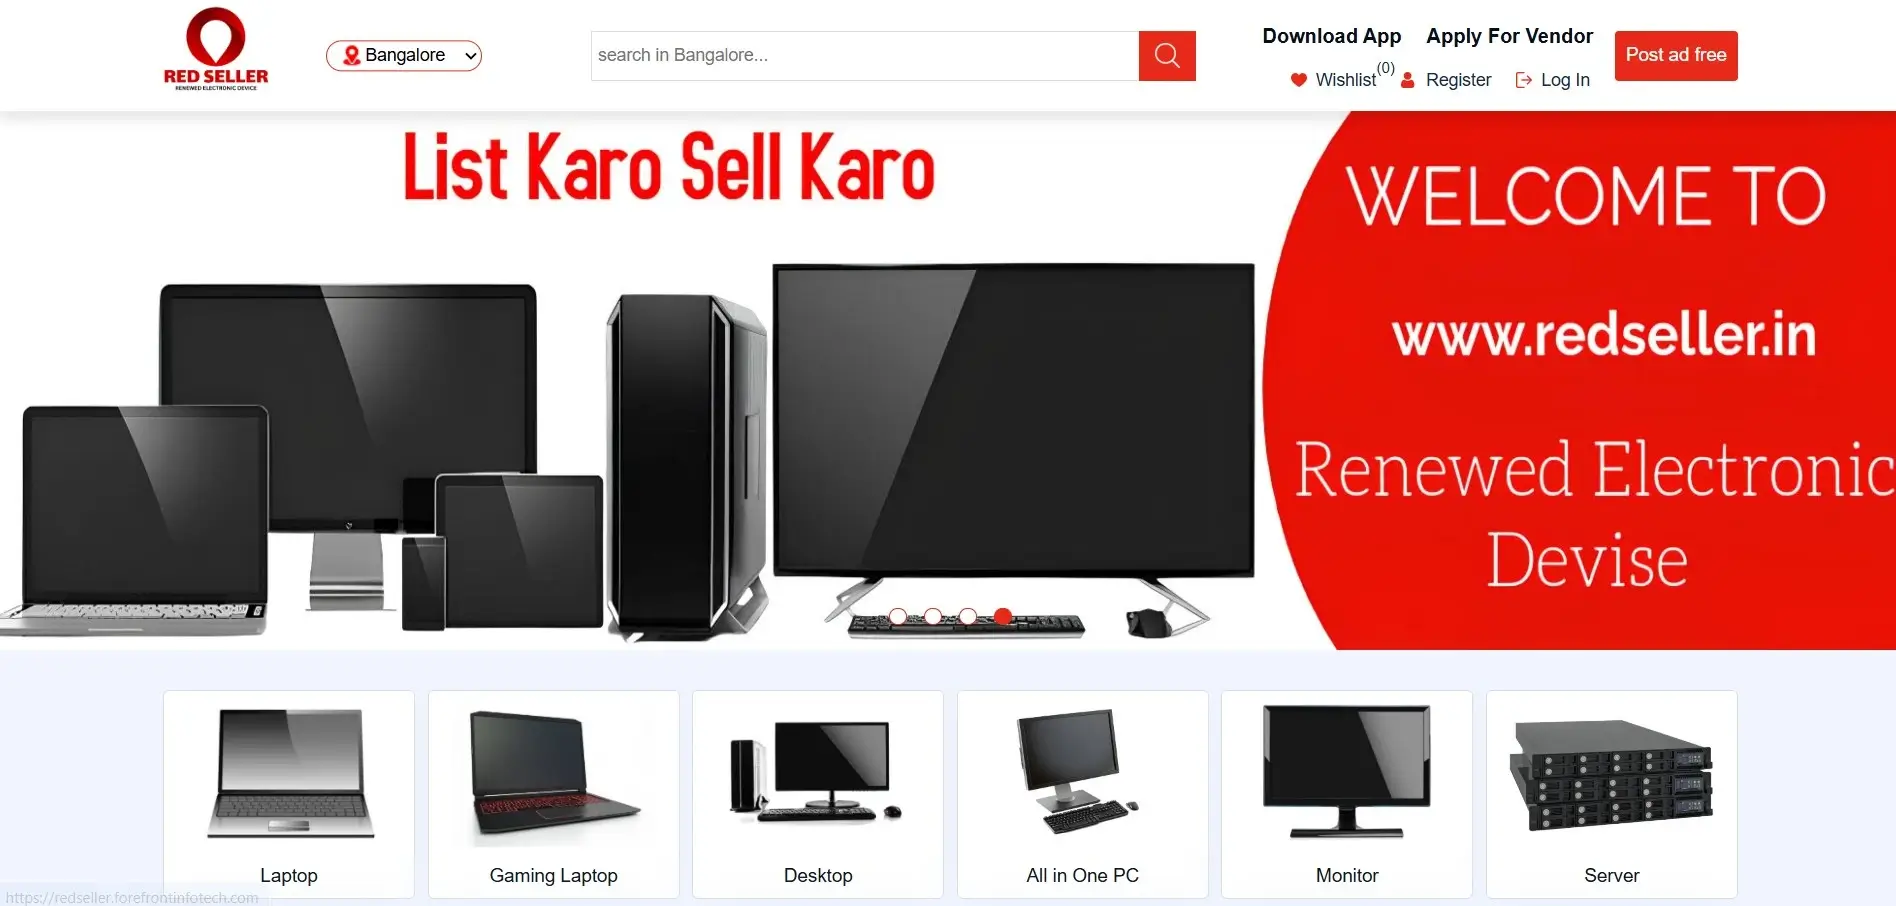 RED SELLER
RENEWED ELECTRONIC DEVICE
Bangalore
search in Bangalore...
Download App
Apply For Vendor
Wishlist(0)
Register
Log In
Post ad free
List Karo Sell Karo
WELCOME TO
www.redseller.in
Renewed Electronic
Devise
Laptop
Gaming Laptop
Desktop
All in One PC
Monitor
Server
https://redseller.forefrontinfotech.com